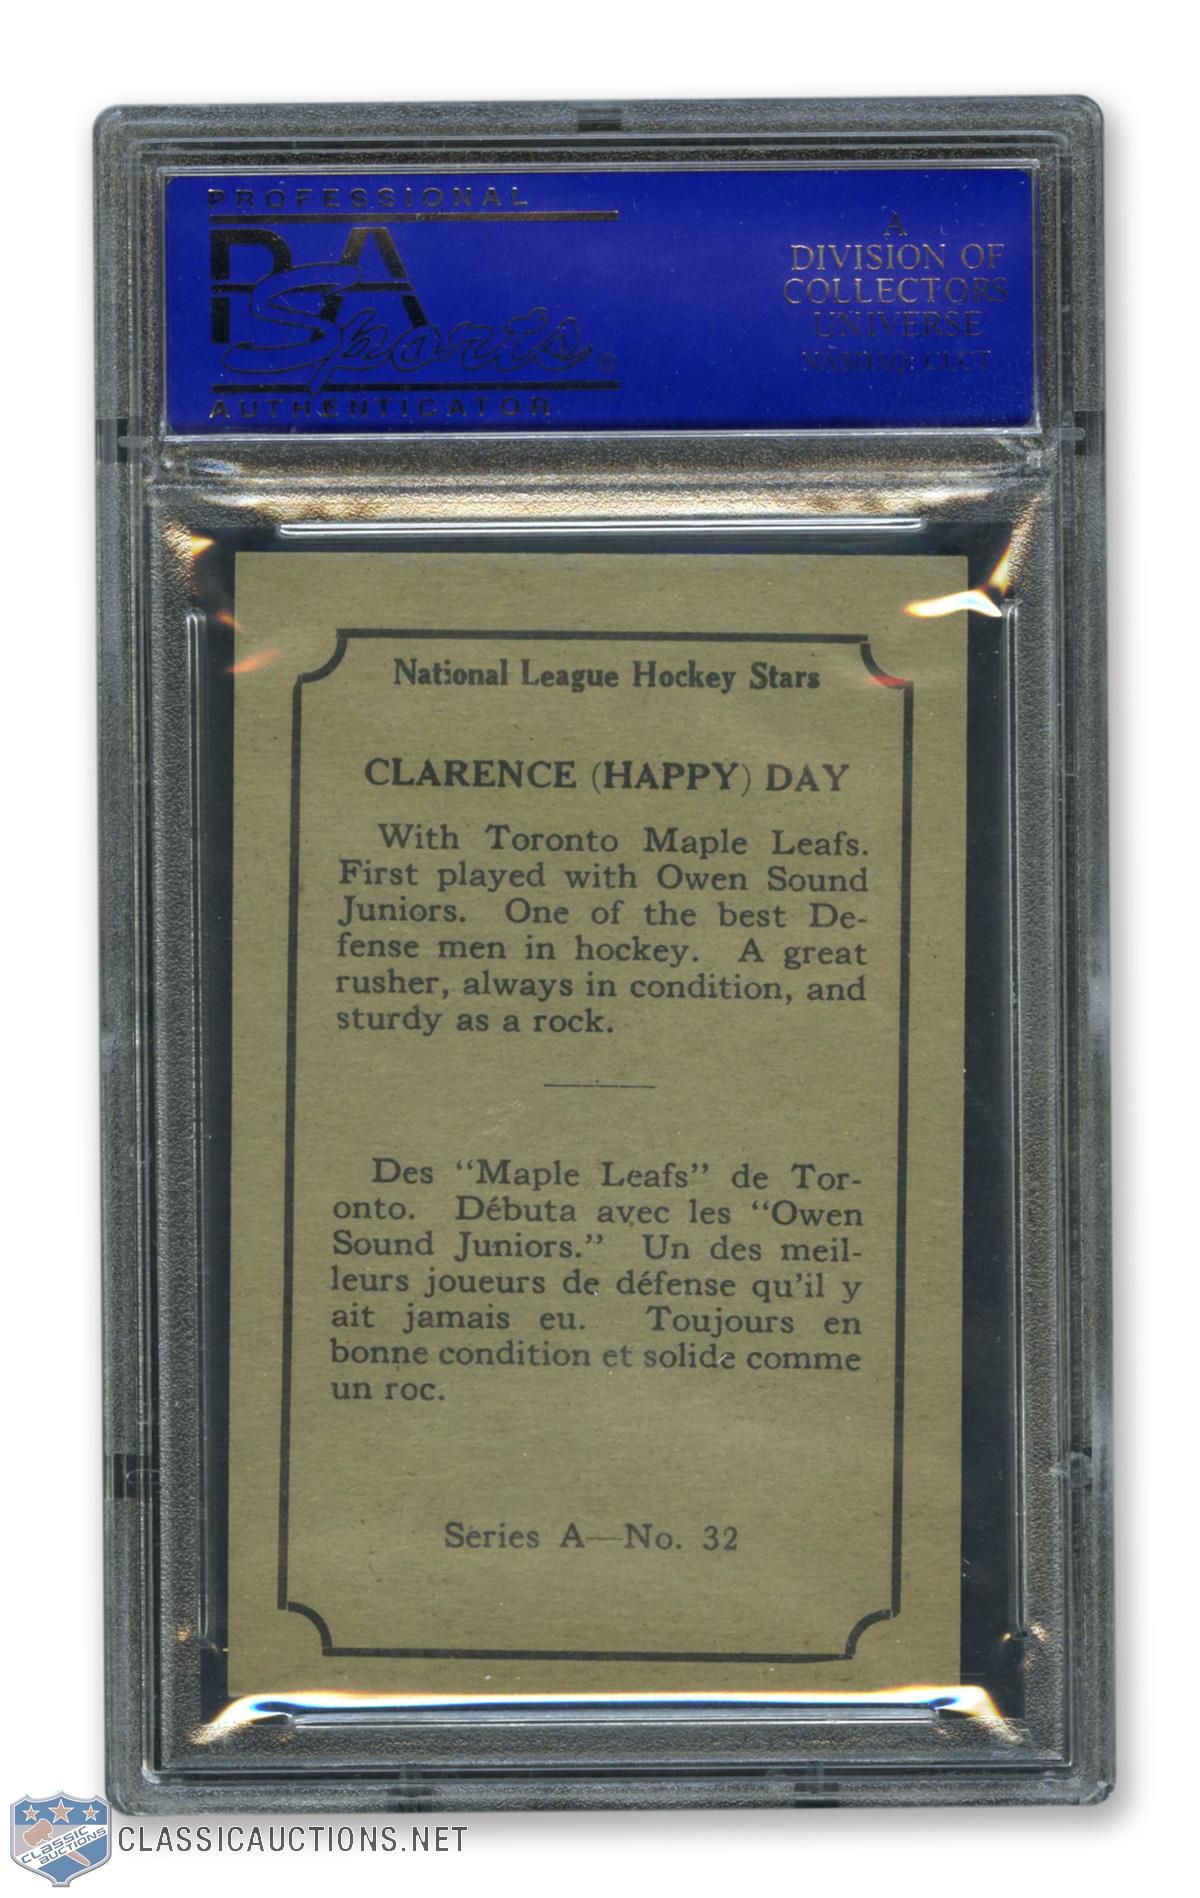 PROFESSIONAL
PSA
Sports®
AUTHENTICATOR
A
DIVISION OF
COLLECTORS
UNIVERSE
NASDAQ: CLCT
National League Hockey Stars
CLARENCE (HAPPY) DAY
With Toronto Maple Leafs.
First played with Owen Sound
Juniors. One of the best De-
fense men in hockey. A great
rusher, always in condition, and
sturdy as a rock.
Des “Maple Leafs” de Tor-
onto. Débuta avec les “Owen
Sound Juniors.” Un des meil-
leurs joueurs de défense qu'il y
ait jamais eu. Toujours en
bonne condition et solide comme
un roc.
Series A—No. 32
CLASSIC
AUCTIONS
CLASSICAUCTIONS.NET